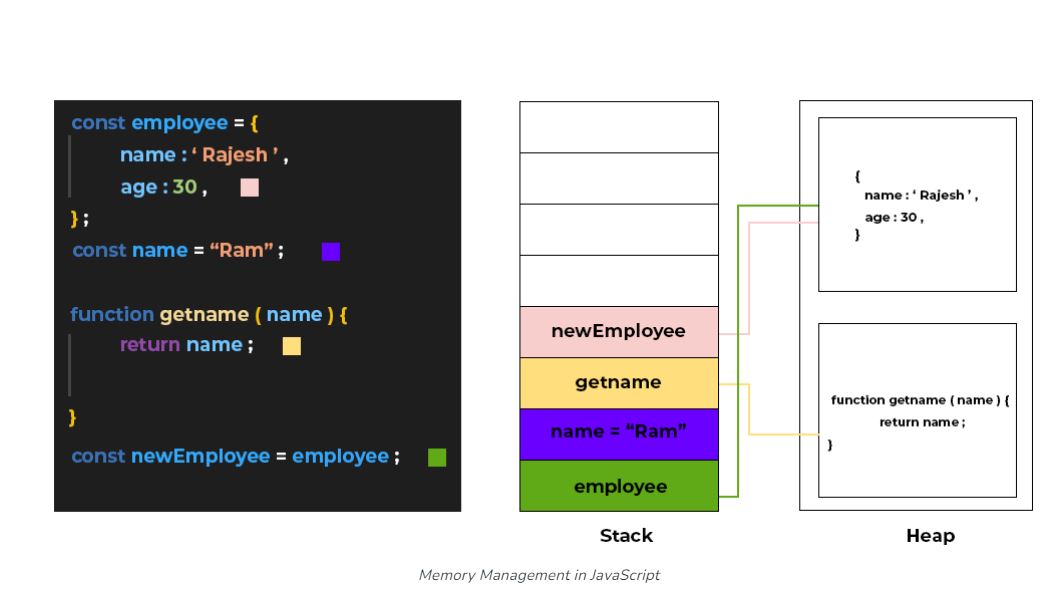 const employee = {
name : ‘ Rajesh ’ ,
age : 30 ,
} ;
const name = “Ram” ;
function getname ( name ) {
return name ;
}
const newEmployee = employee ;
newEmployee
getname
name = “Ram”
employee
Stack
{
name : ‘ Rajesh ’ ,
age : 30 ,
}
function getname ( name ) {
return name ;
}
Heap
Memory Management in JavaScript